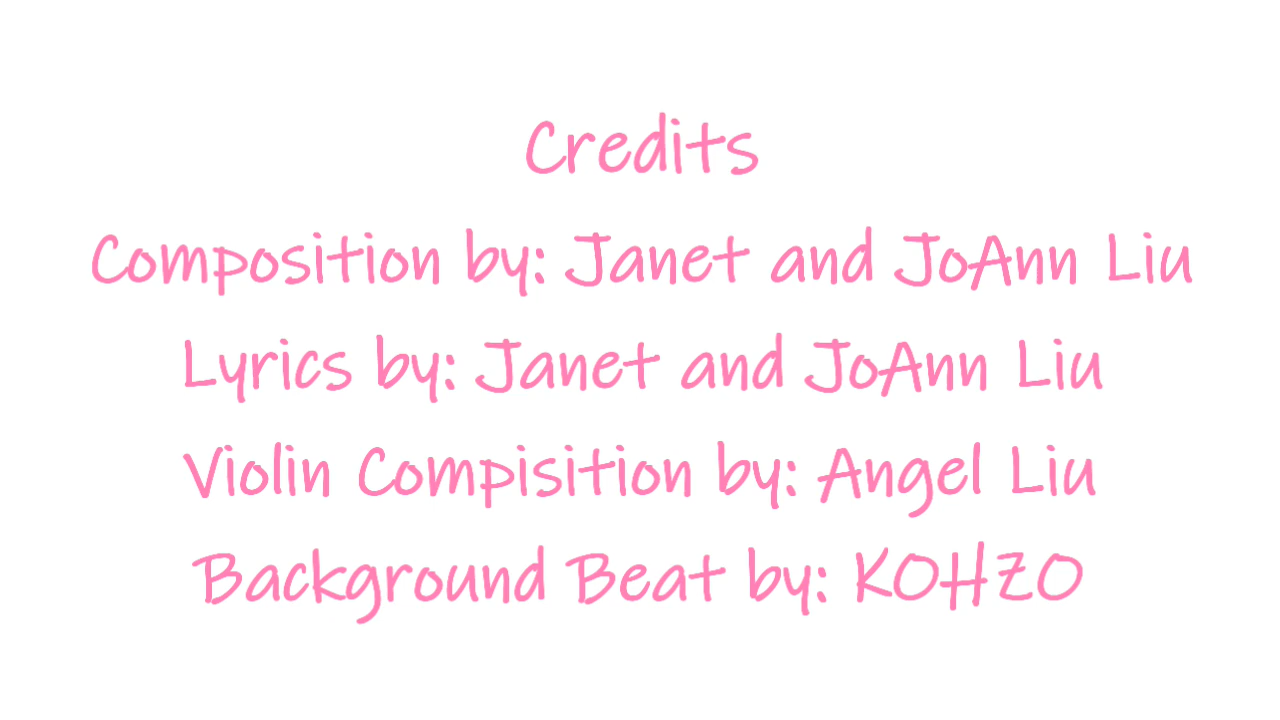 Credits
Composition by: Janet and JoAnn Liu
Lyrics by: Janet and JoAnn Liu
Violin Compisition by: Angel Liu
Background Beat by: KOHZO